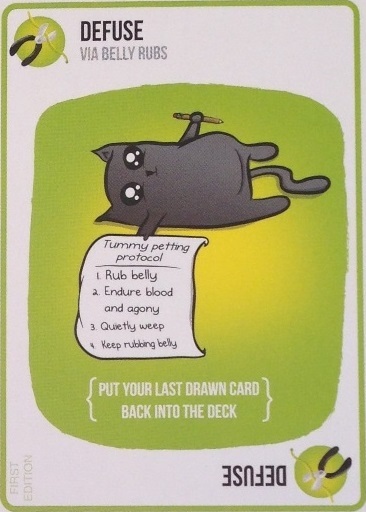 DEFUSE
VIA BELLY RUBS
Tummy petting
protocol
1. Rub belly
2. Endure blood
and agony
3. Quietly weep
4. Keep rubbing belly
PUT YOUR LAST DRAWN CARD
BACK INTO THE DECK
FIRST
EDITION
DEFUSE